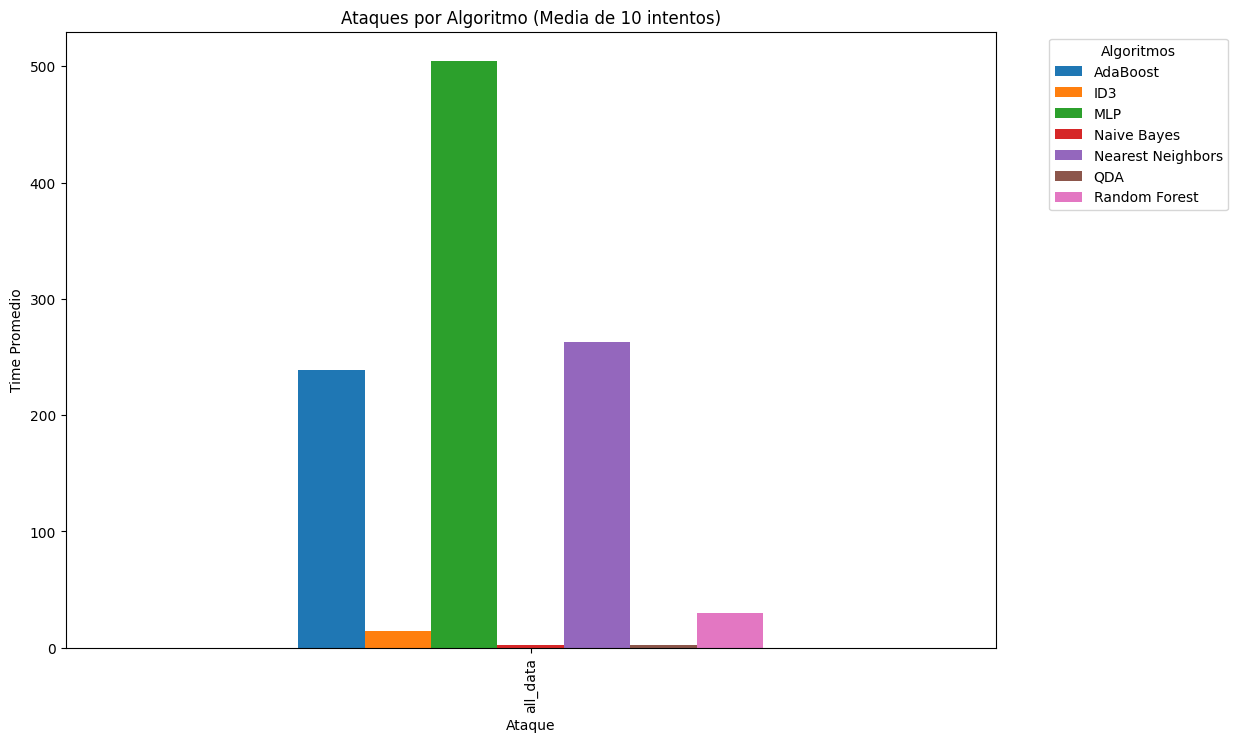 Ataques por Algoritmo (Media de 10 intentos)
Time Promedio
500
400
300
200
100
0
all_data
Ataque
Algoritmos
AdaBoost
ID3
MLP
Naive Bayes
Nearest Neighbors
QDA
Random Forest